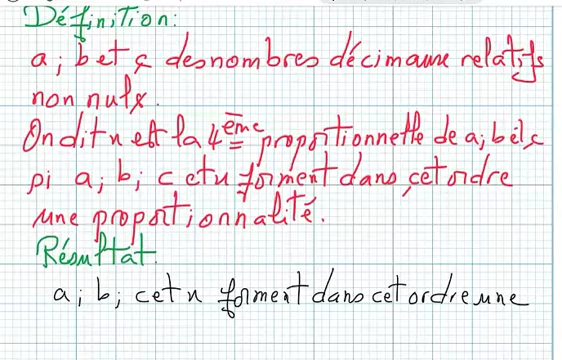 Définition:
a; b et c des nombres décimaux relatifs
non nuls.
On dit x est la 4ème proportionnelle de a; b et c
si a; b; c et x forment dans cet ordre
une proportionnalité.
Résultat.
a; b; c et x forment dans cet ordre une